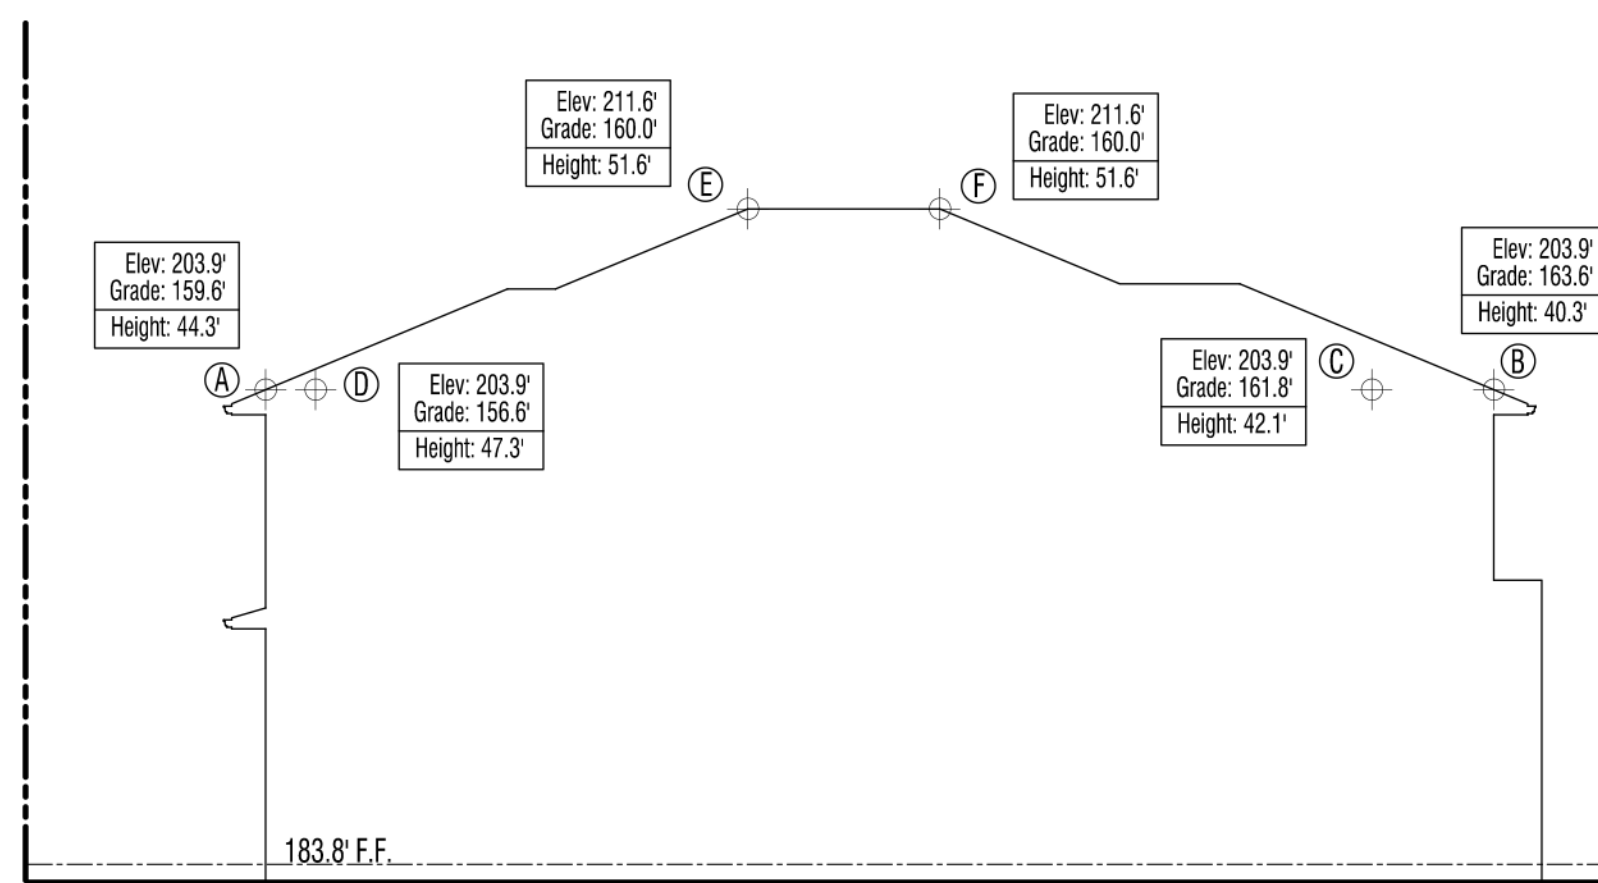 Elev: 211.6'
Grade: 160.0'
Height: 51.6'
E
F
Elev: 211.6'
Grade: 160.0'
Height: 51.6'
Elev: 203.9'
Grade: 159.6'
Height: 44.3'
A
D
Elev: 203.9'
Grade: 156.6'
Height: 47.3'
Elev: 203.9'
Grade: 161.8'
Height: 42.1'
C
B
Elev: 203.9'
Grade: 163.6'
Height: 40.3'
183.8' F.F.